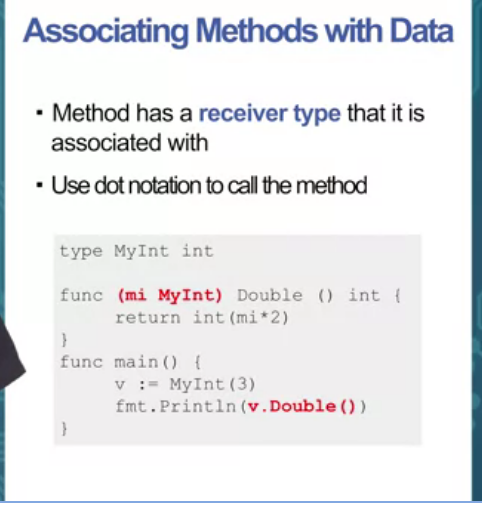 Associating Methods with Data
▪ Method has a receiver type that it is
associated with
▪ Use dot notation to call the method
type MyInt int
func (mi MyInt) Double () int {
return int(mi*2)
}
func main() {
v := MyInt(3)
fmt.Println(v.Double())
}